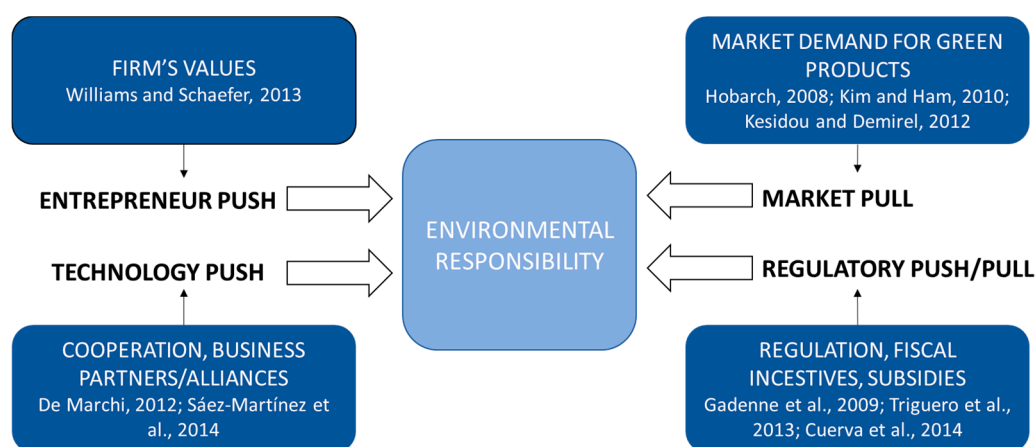 FIRM'S VALUES
Williams and Schaefer, 2013
MARKET DEMAND FOR GREEN
PRODUCTS
Hobarch, 2008; Kim and Ham, 2010;
Kesidou and Demirel, 2012
ENTREPRENEUR PUSH
MARKET PULL
ENVIRONMENTAL
RESPONSIBILITY
TECHNOLOGY PUSH
REGULATORY PUSH/PULL
COOPERATION, BUSINESS
PARTNERS/ALLIANCES
De Marchi, 2012; Sáez-Martínez et
al., 2014
REGULATION, FISCAL
INCESTIVES, SUBSIDIES
Gadenne et al., 2009; Triguero et al.,
2013; Cuerva et al., 2014